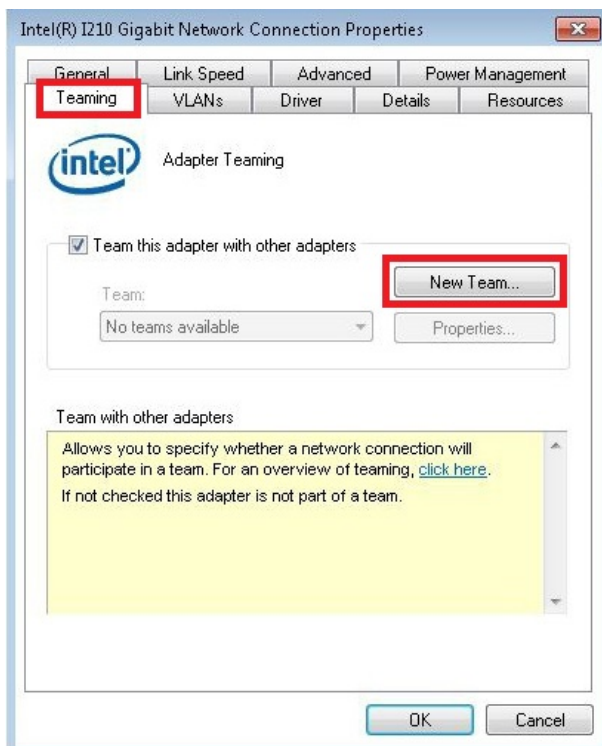 Intel(R) I210 Gigabit Network Connection Properties
General Link Speed Advanced Power Management
Teaming VLANs Driver Details Resources
intel Adapter Teaming
Team this adapter with other adapters
New Team...
Team:
No teams available Properties...
Team with other adapters
Allows you to specify whether a network connection will
participate in a team. For an overview of teaming, click here.
If not checked this adapter is not part of a team.
OK Cancel